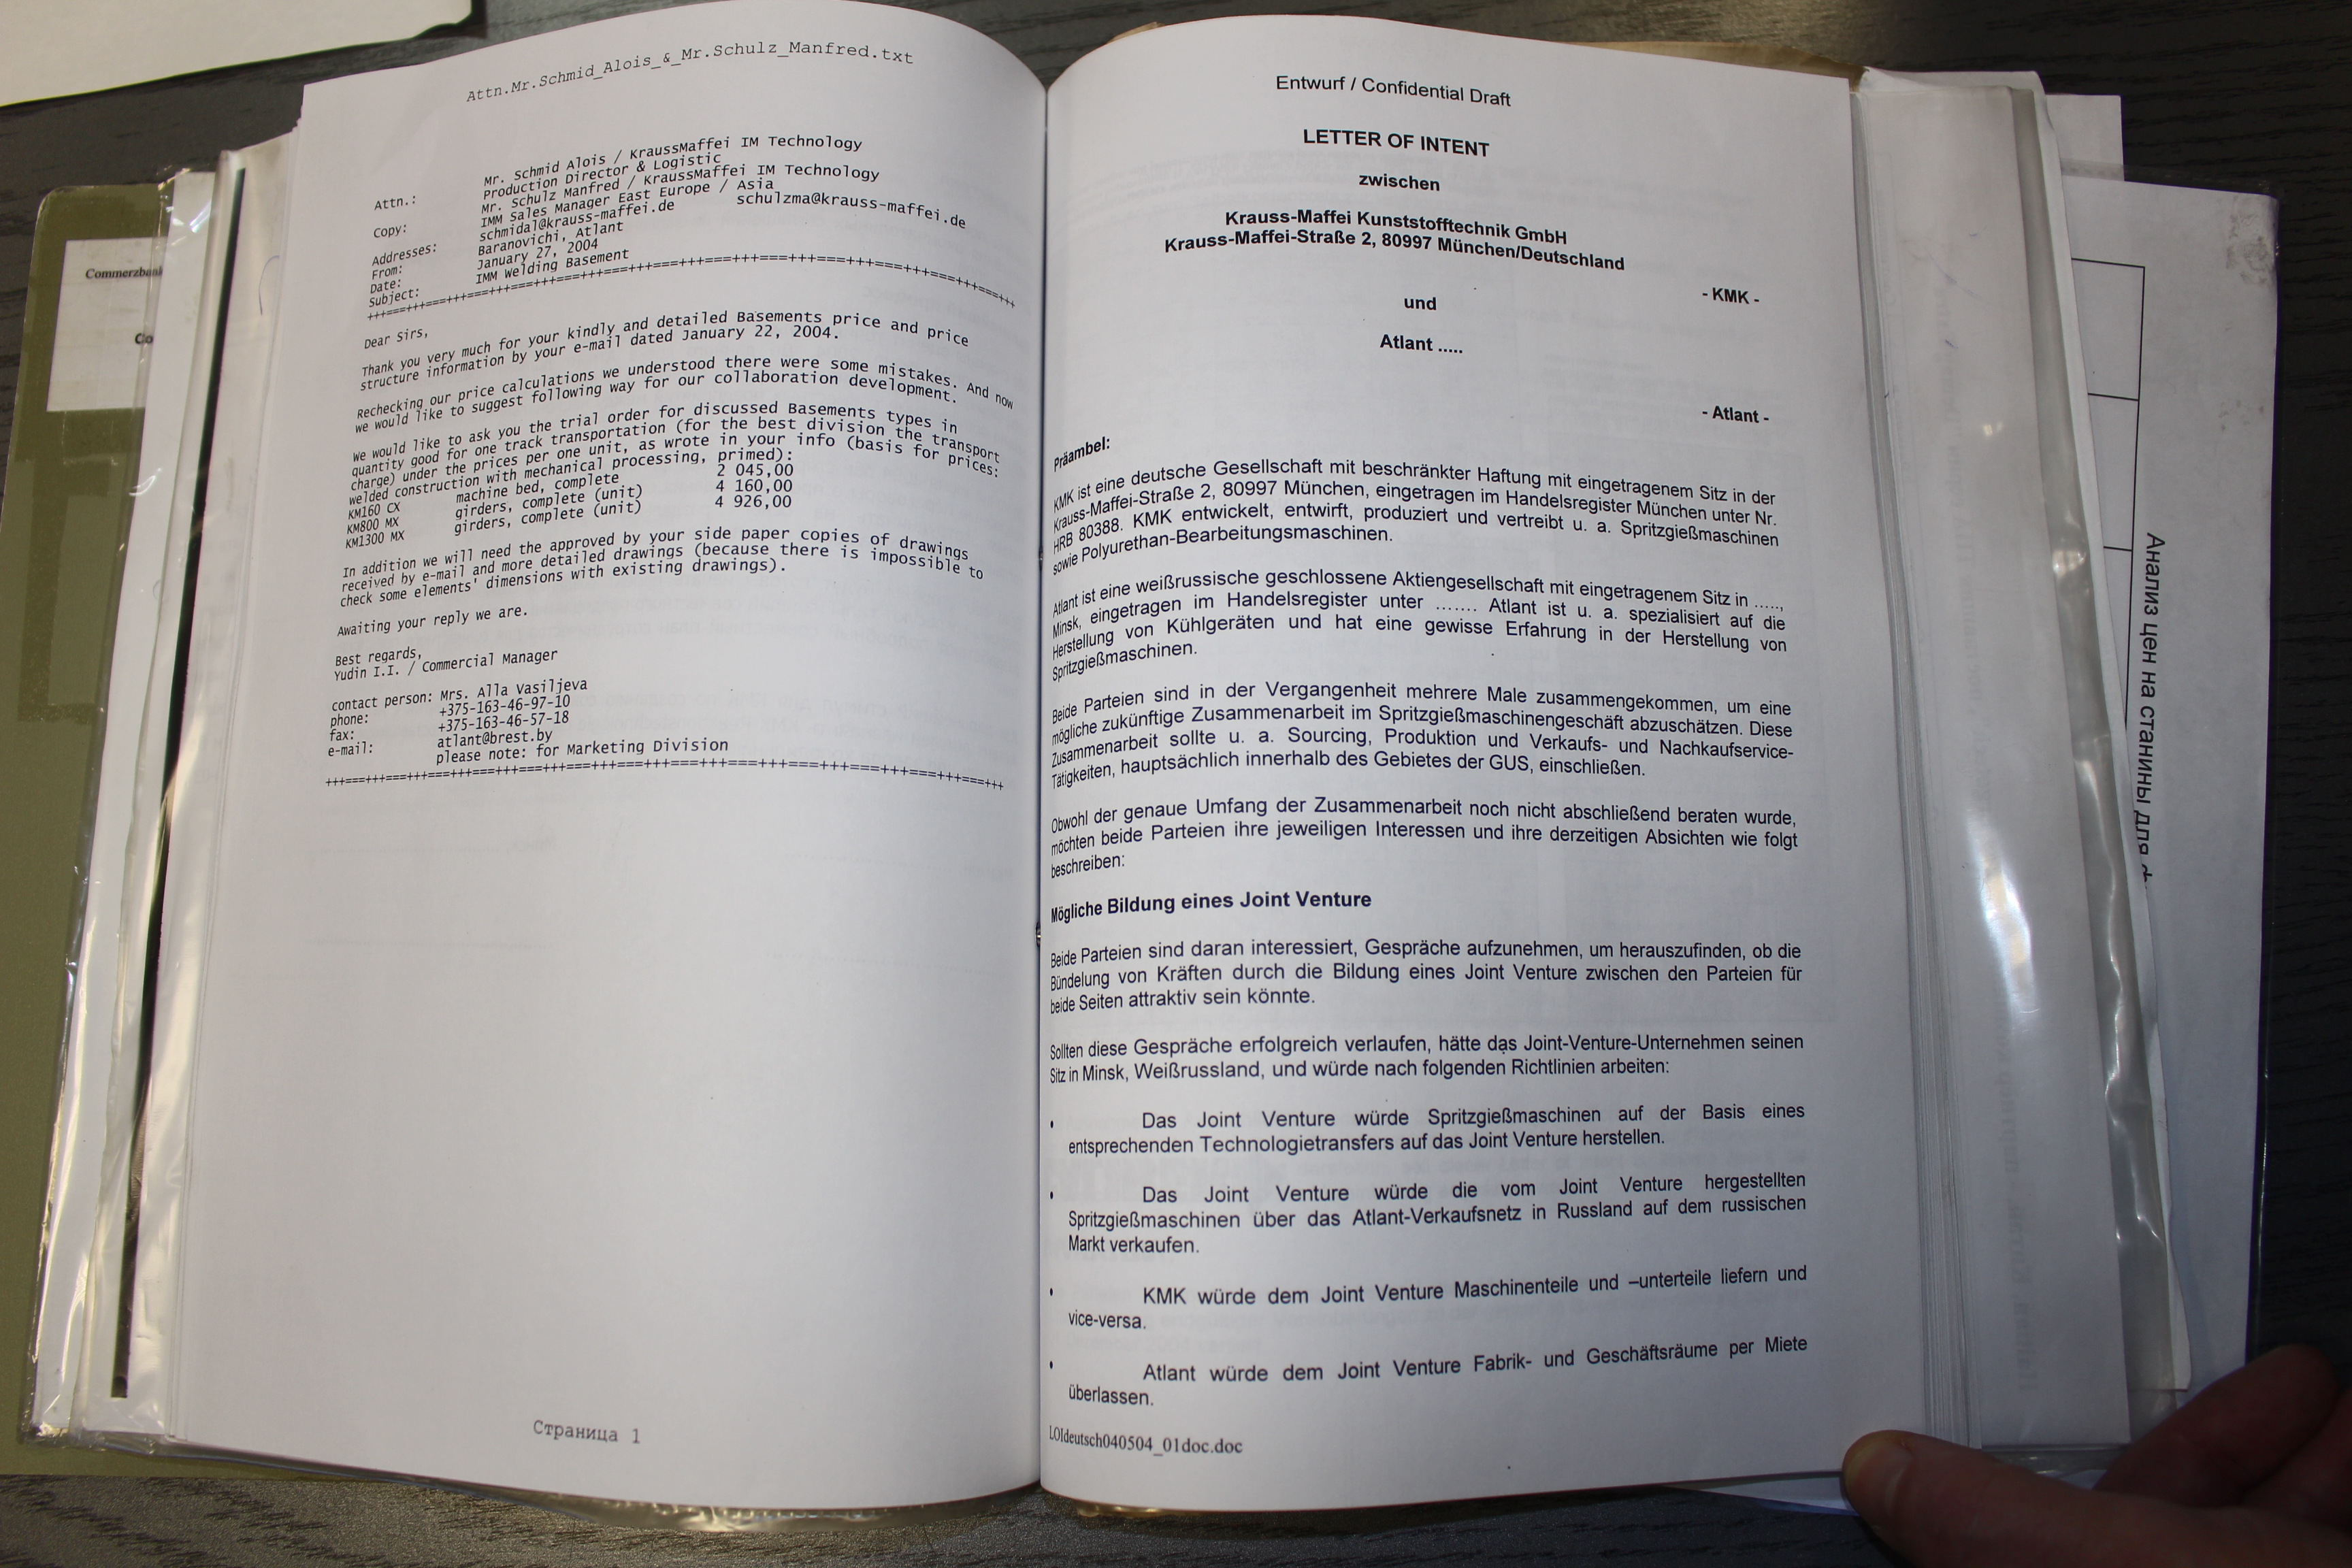 Commerzbank
Co
Attn.Mr.Schmid_Alois_&_Mr.Schulz_Manfred.txt
Attn.: Mr. Schmid Alois / KraussMaffei IM Technology
Production Director & Logistic
Copy: Mr. Schulz Manfred / KraussMaffei IM Technology
IMM Sales Manager East Europe / Asia
Addresses: schmidal@krauss-maffei.de schulzma@krauss-maffei.de
From: Baranovichi, Atlant
Date: January 27, 2004
Subject: IMM Welding Basement
+++===+++===+++===+++===+++===+++===+++===+++===+++===+++===+++===+++===+++===+++
Dear Sirs,
Thank you very much for your kindly and detailed Basements price and price
structure information by your e-mail dated January 22, 2004.
Rechecking our price calculations we understood there were some mistakes. And now
we would like to suggest following way for our collaboration development.
We would like to ask you the trial order for discussed Basements types in
quantity good for one track transportation (for the best division the transport
charge) under the prices per one unit, as wrote in your info (basis for prices:
welded construction with mechanical processing, primed):
KM160 CX machine bed, complete 2 045,00
KM800 MX girders, complete (unit) 4 160,00
KM1300 MX girders, complete (unit) 4 926,00
In addition we will need the approved by your side paper copies of drawings
received by e-mail and more detailed drawings (because there is impossible to
check some elements' dimensions with existing drawings).
Awaiting your reply we are.
Best regards,
Yudin I.I. / Commercial Manager
contact person: Mrs. Alla Vasiljeva
phone: +375-163-46-97-10
fax: +375-163-46-57-18
e-mail: atlant@brest.by
please note: for Marketing Division
+++===+++===+++===+++===+++===+++===+++===+++===+++===+++===+++===+++===+++===+++
Страница 1
Entwurf / Confidential Draft
LETTER OF INTENT
zwischen
Krauss-Maffei Kunststofftechnik GmbH
Krauss-Maffei-Straße 2, 80997 München/Deutschland
- KMK -
und
Atlant .....
- Atlant -
Präambel:
KMK ist eine deutsche Gesellschaft mit beschränkter Haftung mit eingetragenem Sitz in der
Krauss-Maffei-Straße 2, 80997 München, eingetragen im Handelsregister München unter Nr.
HRB 80388. KMK entwickelt, entwirft, produziert und vertreibt u. a. Spritzgießmaschinen
sowie Polyurethan-Bearbeitungsmaschinen.
Atlant ist eine weißrussische geschlossene Aktiengesellschaft mit eingetragenem Sitz in .....,
Minsk, eingetragen im Handelsregister unter ....... Atlant ist u. a. spezialisiert auf die
Herstellung von Kühlgeräten und hat eine gewisse Erfahrung in der Herstellung von
Spritzgießmaschinen.
Beide Parteien sind in der Vergangenheit mehrere Male zusammengekommen, um eine
mögliche zukünftige Zusammenarbeit im Spritzgießmaschinengeschäft abzuschätzen. Diese
Zusammenarbeit sollte u. a. Sourcing, Produktion und Verkaufs- und Nachkaufservice-
Tätigkeiten, hauptsächlich innerhalb des Gebietes der GUS, einschließen.
Obwohl der genaue Umfang der Zusammenarbeit noch nicht abschließend beraten wurde,
möchten beide Parteien ihre jeweiligen Interessen und ihre derzeitigen Absichten wie folgt
beschreiben:
Mögliche Bildung eines Joint Venture
Beide Parteien sind daran interessiert, Gespräche aufzunehmen, um herauszufinden, ob die
Bündelung von Kräften durch die Bildung eines Joint Venture zwischen den Parteien für
beide Seiten attraktiv sein könnte.
Sollten diese Gespräche erfolgreich verlaufen, hätte das Joint-Venture-Unternehmen seinen
Sitz in Minsk, Weißrussland, und würde nach folgenden Richtlinien arbeiten:
• Das Joint Venture würde Spritzgießmaschinen auf der Basis eines
entsprechenden Technologietransfers auf das Joint Venture herstellen.
• Das Joint Venture würde die vom Joint Venture hergestellten
Spritzgießmaschinen über das Atlant-Verkaufsnetz in Russland auf dem russischen
Markt verkaufen.
• KMK würde dem Joint Venture Maschinenteile und –unterteile liefern und
vice-versa.
• Atlant würde dem Joint Venture Fabrik- und Geschäftsräume per Miete
überlassen.
LOIdeutsch040504_01doc.doc
Анализ цен на станины для